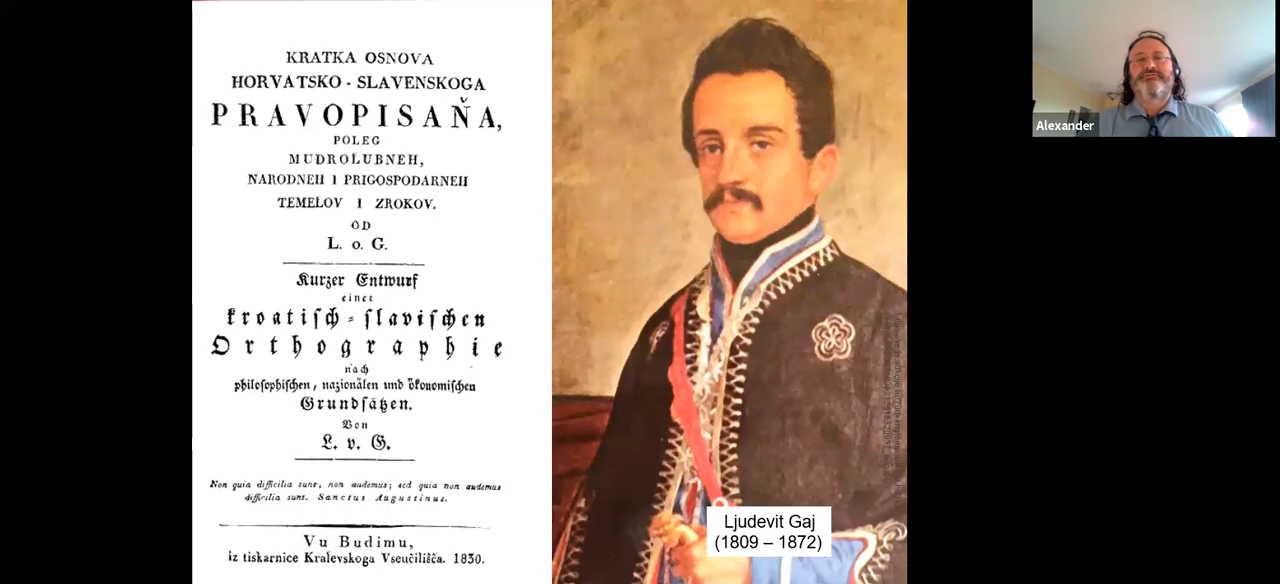 KRATKA OSNOVA
HORVATSKO - SLAVENSKOGA
PRAVOPISAŇA,
POLEG
MUDROĽUBNEH,
NARODNEH I PRIGOSPODARNEH
TEMEĽOV I ZROKOV.
OD
L. o. G.
Kurzer Entwurf
einer
kroatisch = slavischen
Orthographie
nach
philosophischen, nazionälen und ökonomischen
Grundsätzen.
Von
L. v. G.
Non quia difficilia sunt, non audemus; sed quia non audemus
difficilia sunt. Sanctus Augustinus.
Vu Budimu,
iz tiskarnice Kraľevskoga Vseučilišča. 1830.
Ljudevit Gaj
(1809 – 1872)
Alexander